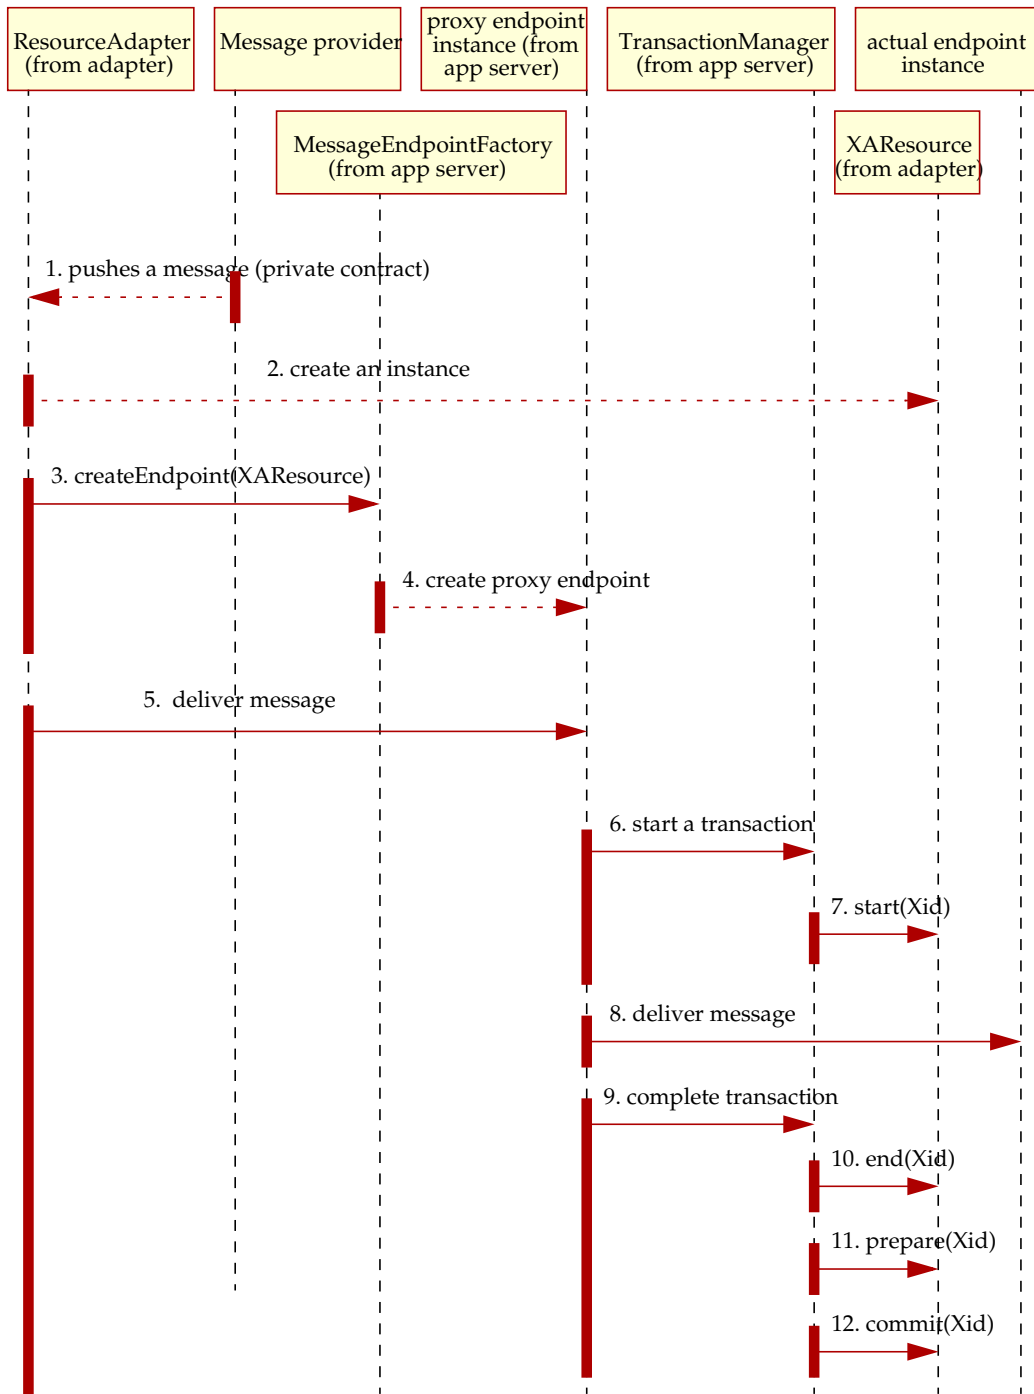 ResourceAdapter
(from adapter)
Message provider
proxy endpoint
instance (from
app server)
TransactionManager
(from app server)
actual endpoint
instance
MessageEndpointFactory
(from app server)
XAResource
(from adapter)
1. pushes a message (private contract)
2. create an instance
3. createEndpoint(XAResource)
4. create proxy endpoint
5. deliver message
6. start a transaction
7. start(Xid)
8. deliver message
9. complete transaction
10. end(Xid)
11. prepare(Xid)
12. commit(Xid)